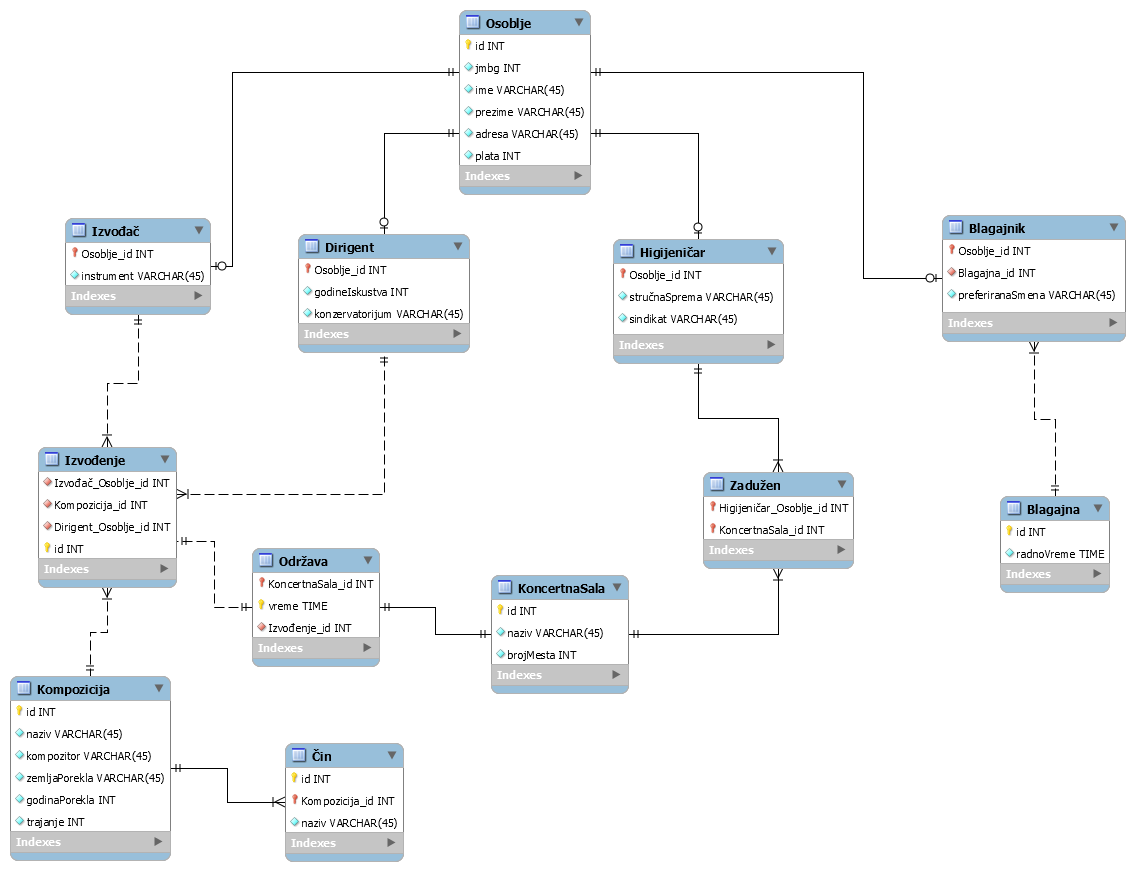 Osoblje
id INT
jmbg INT
ime VARCHAR(45)
prezime VARCHAR(45)
adresa VARCHAR(45)
plata INT
Indexes
Izvođač
Osoblje_id INT
instrument VARCHAR(45)
Indexes
Dirigent
Osoblje_id INT
godineIskustva INT
konzervatorijum VARCHAR(45)
Indexes
Higijeničar
Osoblje_id INT
stručnaSprema VARCHAR(45)
sindikat VARCHAR(45)
Indexes
Blagajnik
Osoblje_id INT
Blagajna_id INT
preferiranaSmena VARCHAR(45)
Indexes
Izvođenje
Izvođač_Osoblje_id INT
Kompozicija_id INT
Dirigent_Osoblje_id INT
id INT
Indexes
Zadužen
Higijeničar_Osoblje_id INT
KoncertnaSala_id INT
Indexes
Blagajna
id INT
radnoVreme TIME
Indexes
Održava
KoncertnaSala_id INT
vreme TIME
Izvođenje_id INT
Indexes
KoncertnaSala
id INT
naziv VARCHAR(45)
brojMesta INT
Indexes
Kompozicija
id INT
naziv VARCHAR(45)
kompozitor VARCHAR(45)
zemljaPorekla VARCHAR(45)
godinaPorekla INT
trajanje INT
Indexes
Čin
id INT
Kompozicija_id INT
naziv VARCHAR(45)
Indexes